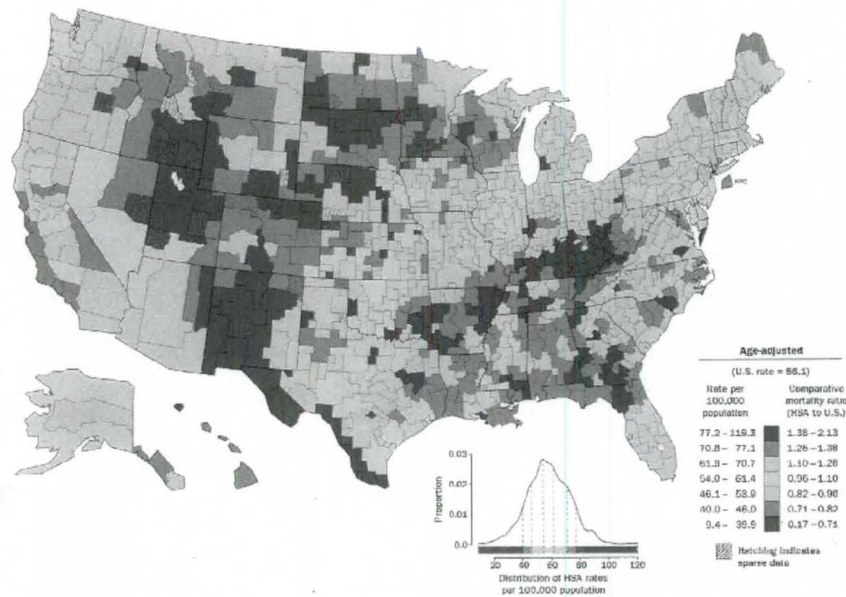 NYC
Age-adjusted
(U.S. rate = 56.1)
Rate per 100,000 population
Comparative mortality ratio (HSA to U.S.)
77.2 – 119.3 1.38 – 2.13
70.8 – 77.1 1.26 – 1.38
61.5 – 70.7 1.10 – 1.26
54.0 – 61.4 0.96 – 1.10
46.1 – 53.9 0.82 – 0.96
40.0 – 46.0 0.71 – 0.82
9.4 – 39.9 0.17 – 0.71
Hatching indicates
sparse data
Proportion
0.03
0.02
0.01
0.0
20 40 60 80 100 120
Distribution of HSA rates
per 100,000 population